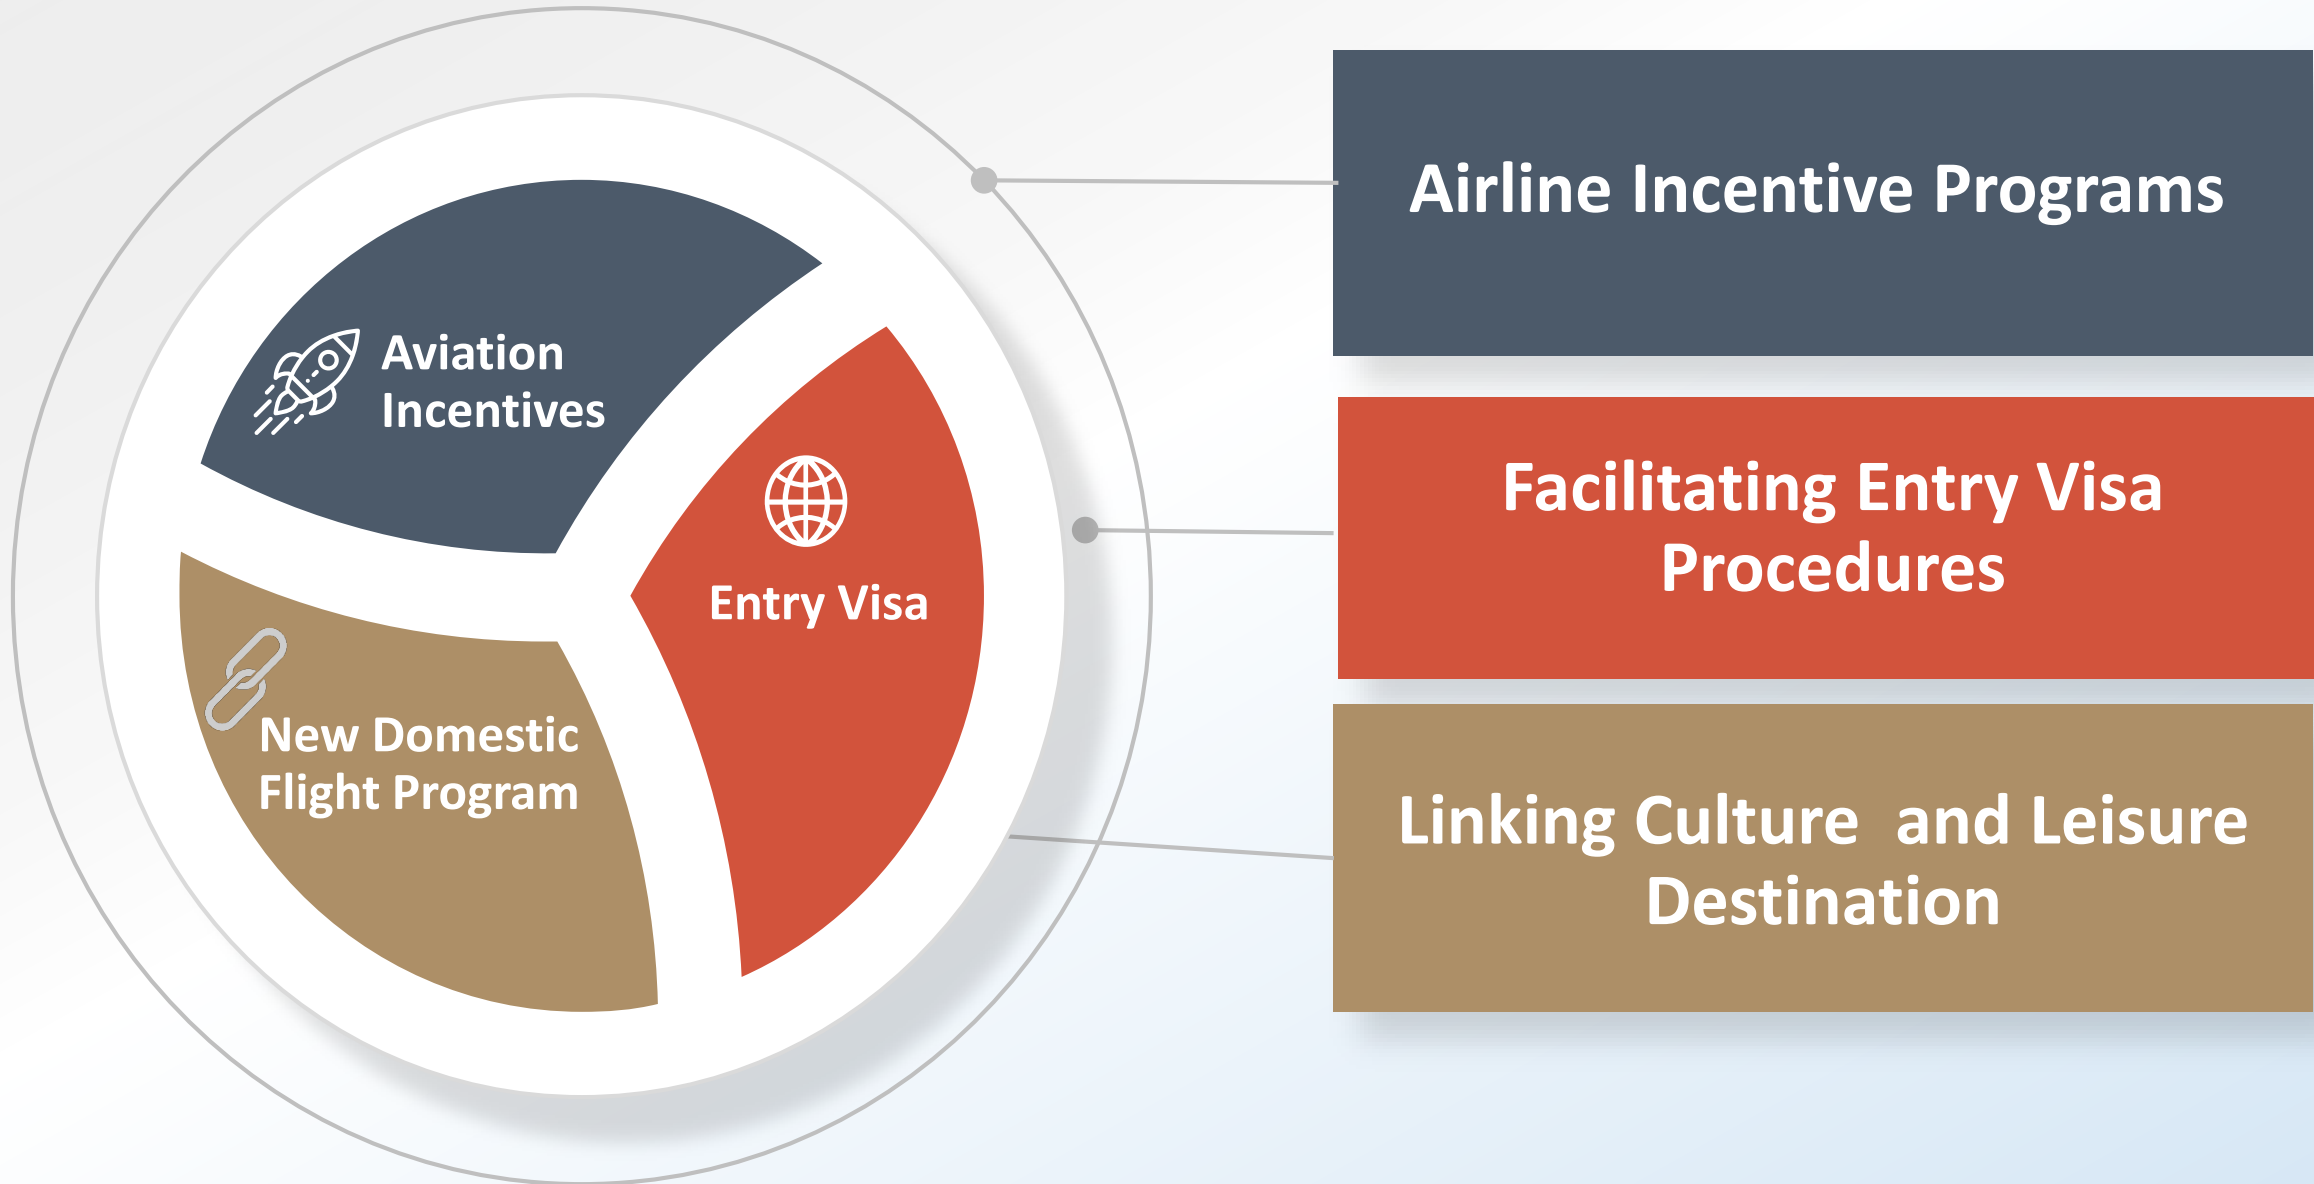 Aviation
Incentives
Entry Visa
New Domestic
Flight Program
Airline Incentive Programs
Facilitating Entry Visa
Procedures
Linking Culture  and Leisure
Destination